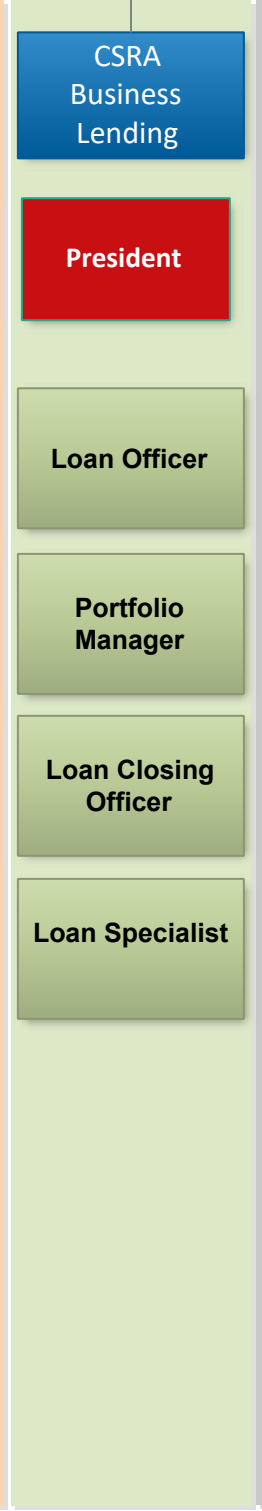 CSRA
Business
Lending
President
Loan Officer
Portfolio
Manager
Loan Closing
Officer
Loan Specialist